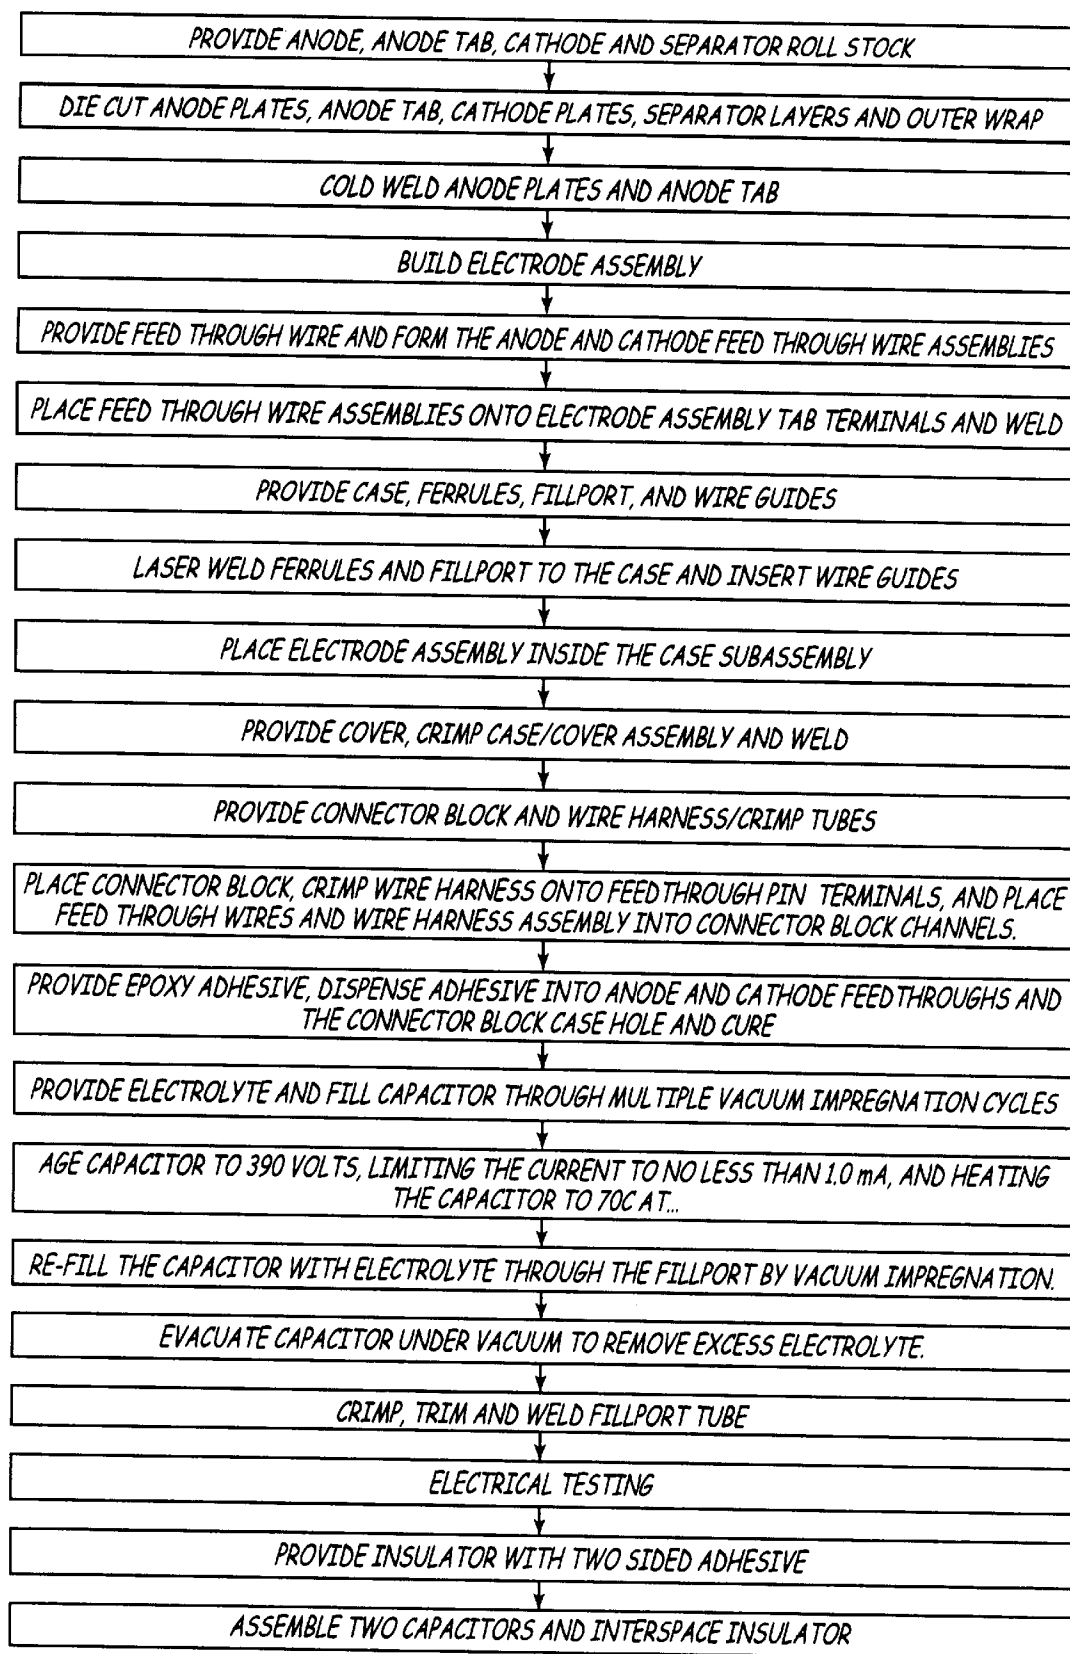 PROVIDE ANODE, ANODE TAB, CATHODE AND SEPARATOR ROLL STOCK
DIE CUT ANODE PLATES, ANODE TAB, CATHODE PLATES, SEPARATOR LAYERS AND OUTER WRAP
COLD WELD ANODE PLATES AND ANODE TAB
BUILD ELECTRODE ASSEMBLY
PROVIDE FEED THROUGH WIRE AND FORM THE ANODE AND CATHODE FEED THROUGH WIRE ASSEMBLIES
PLACE FEED THROUGH WIRE ASSEMBLIES ONTO ELECTRODE ASSEMBLY TAB TERMINALS AND WELD
PROVIDE CASE, FERRULES, FILLPORT, AND WIRE GUIDES
LASER WELD FERRULES AND FILLPORT TO THE CASE AND INSERT WIRE GUIDES
PLACE ELECTRODE ASSEMBLY INSIDE THE CASE SUBASSEMBLY
PROVIDE COVER, CRIMP CASE/COVER ASSEMBLY AND WELD
PROVIDE CONNECTOR BLOCK AND WIRE HARNESS/CRIMP TUBES
PLACE CONNECTOR BLOCK, CRIMP WIRE HARNESS ONTO FEEDTHROUGH PIN TERMINALS, AND PLACE
FEED THROUGH WIRES AND WIRE HARNESS ASSEMBLY INTO CONNECTOR BLOCK CHANNELS.
PROVIDE EPOXY ADHESIVE, DISPENSE ADHESIVE INTO ANODE AND CATHODE FEEDTHROUGHS AND
THE CONNECTOR BLOCK CASE HOLE AND CURE
PROVIDE ELECTROLYTE AND FILL CAPACITOR THROUGH MULTIPLE VACUUM IMPREGNATION CYCLES
AGE CAPACITOR TO 390 VOLTS, LIMITING THE CURRENT TO NO LESS THAN 1.0 mA, AND HEATING
THE CAPACITOR TO 70C AT...
RE-FILL THE CAPACITOR WITH ELECTROLYTE THROUGH THE FILLPORT BY VACUUM IMPREGNATION.
EVACUATE CAPACITOR UNDER VACUUM TO REMOVE EXCESS ELECTROLYTE.
CRIMP, TRIM AND WELD FILLPORT TUBE
ELECTRICAL TESTING
PROVIDE INSULATOR WITH TWO SIDED ADHESIVE
ASSEMBLE TWO CAPACITORS AND INTERSPACE INSULATOR